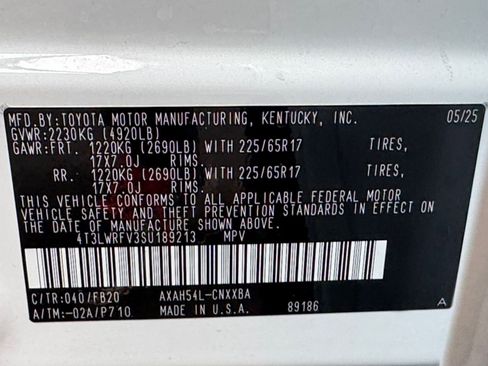 MFD. BY:TOYOTA MOTOR MANUFACTURING, KENTUCKY, INC. 05/25
GVWR:2230KG (4920LB)
GAWR:FRT. 1220KG (2690LB) WITH 225/65R17 TIRES,
17X7.0J RIMS.
RR. 1220KG (2690LB) WITH 225/65R17 TIRES,
17X7.0J RIMS.
THIS VEHICLE CONFORMS TO ALL APPLICABLE FEDERAL MOTOR
VEHICLE SAFETY AND THEFT PREVENTION STANDARDS IN EFFECT ON
THE DATE OF MANUFACTURE SHOWN ABOVE.
4T3LWRFV3SU189213 MPV
C/TR:040/FB20 AXAH54L-CNXXBA
A/TM:-02A/P710 MADE IN U.S.A. 89186 A